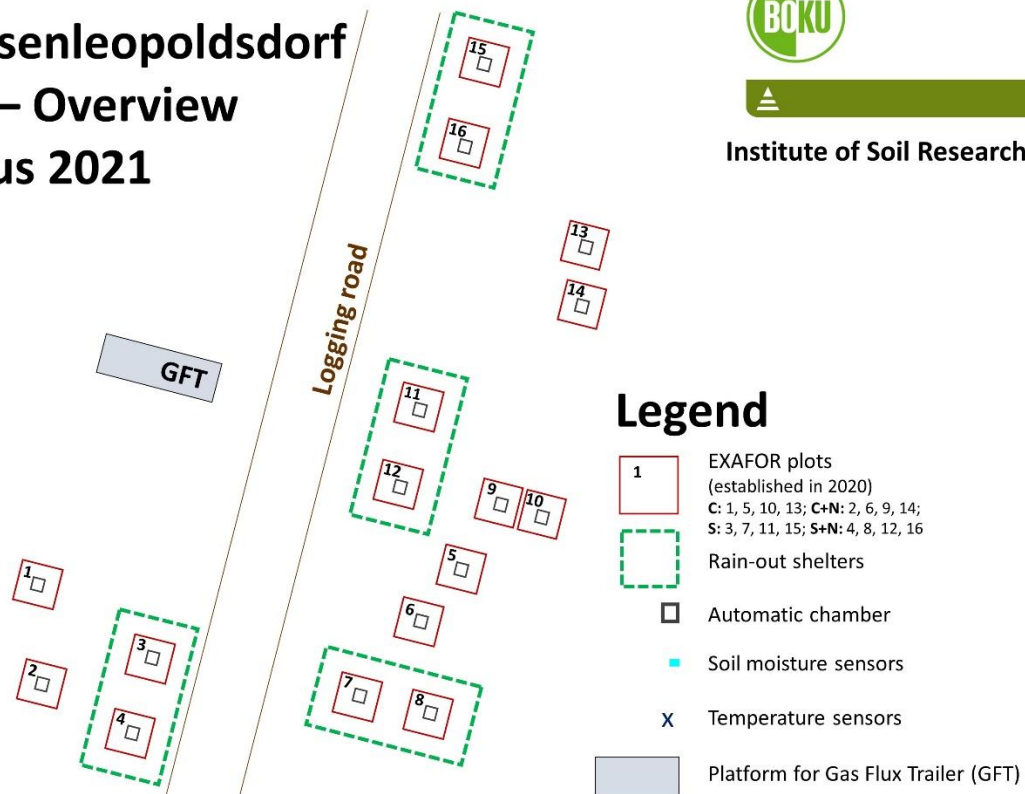 senleopoldsdorf
– Overview
us 2021
BOKU
Institute of Soil Research
15
16
13
14
Logging road
GFT
11
12
9
10
5
6
1
2
3
4
7
8
Legend
1
EXAFOR plots
(established in 2020)
C: 1, 5, 10, 13; C+N: 2, 6, 9, 14;
S: 3, 7, 11, 15; S+N: 4, 8, 12, 16
Rain-out shelters
Automatic chamber
Soil moisture sensors
X
Temperature sensors
Platform for Gas Flux Trailer (GFT)